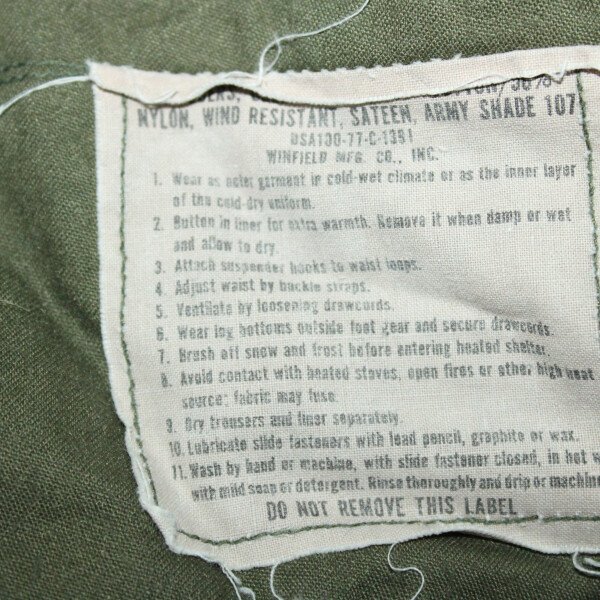 NYLON, WIND RESISTANT, SATEEN, ARMY SHADE 107
DSA100-77-C-1391
WINFIELD MFG. CO., INC.
1. Wear as outer garment in cold-wet climate or as the inner layer
of the cold-dry uniform.
2. Button in liner for extra warmth. Remove it when damp or wet
and allow to dry.
3. Attach suspender hooks to waist loops.
4. Adjust waist by buckle straps.
5. Ventilate by loosening drawcords.
6. Wear leg bottoms outside foot gear and secure drawcords.
7. Brush off snow and frost before entering heated shelter.
8. Avoid contact with heated stoves, open fires or other high heat
source; fabric may fuse.
9. Dry trousers and liner separately.
10. Lubricate slide fasteners with lead pencil, graphite or wax.
11. Wash by hand or machine, with slide fastener closed, in hot
with mild soap or detergent. Rinse thoroughly and drip or machine
DO NOT REMOVE THIS LABEL